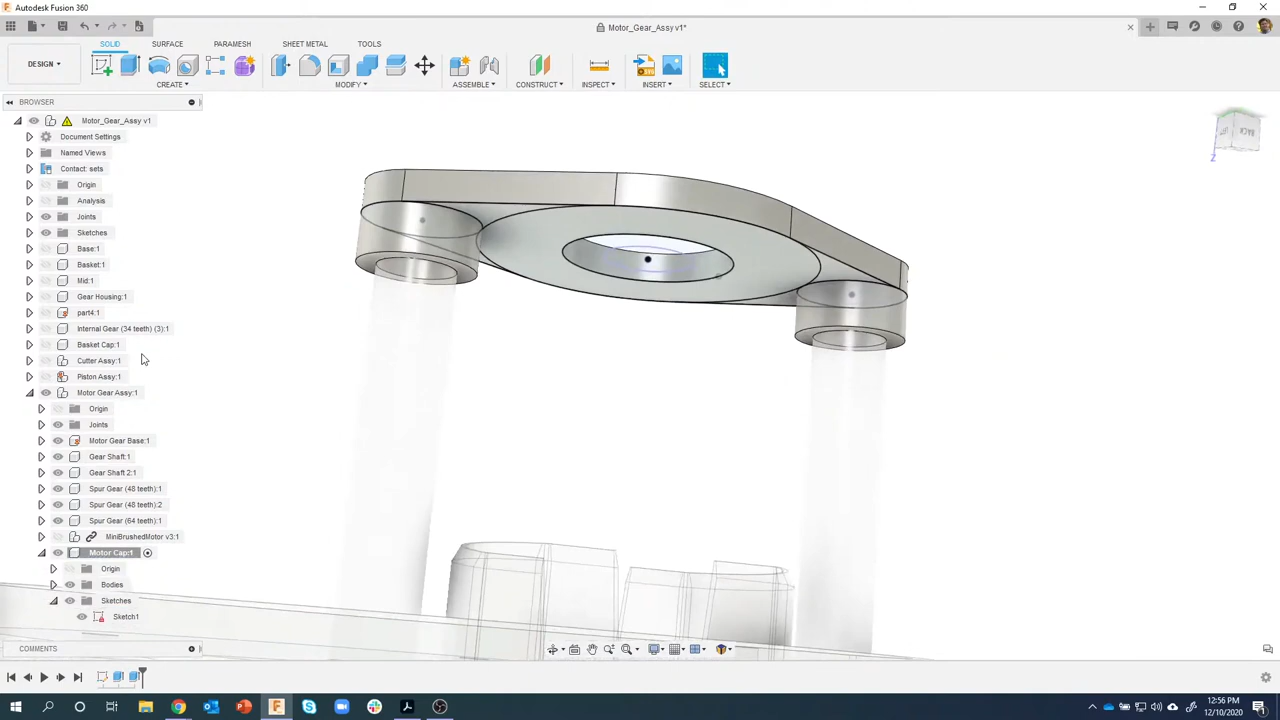 Autodesk Fusion 360
Motor_Gear_Assy v1*
SOLID SURFACE PARAMESH SHEET METAL TOOLS
DESIGN
CREATE MODIFY ASSEMBLE CONSTRUCT INSPECT INSERT SELECT
BROWSER
Motor_Gear_Assy v1
Document Settings
Named Views
Contact: sets
Origin
Analysis
Joints
Sketches
Base:1
Basket:1
Mid:1
Gear Housing:1
part4:1
Internal Gear (34 teeth) (3):1
Basket Cap:1
Cutter Assy:1
Piston Assy:1
Motor Gear Assy:1
Origin
Joints
Motor Gear Base:1
Gear Shaft:1
Gear Shaft 2:1
Spur Gear (48 teeth):1
Spur Gear (48 teeth):2
Spur Gear (64 teeth):1
MiniBrushedMotor v3:1
Motor Cap:1
Origin
Bodies
Sketches
Sketch1
COMMENTS
BACK
Z
12:56 PM
12/10/2020